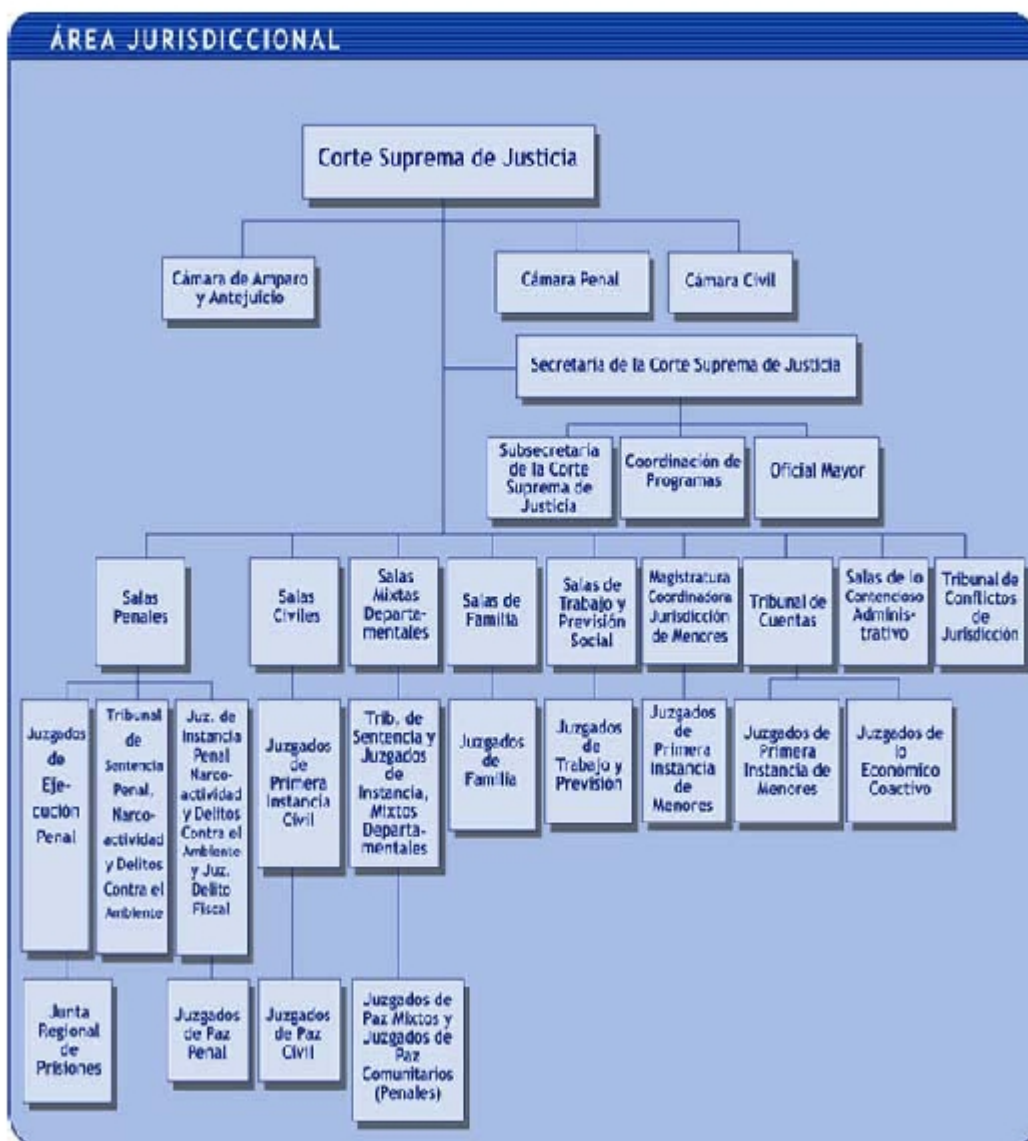 ÁREA JURISDICCIONAL
Corte Suprema de Justicia
Cámara de Amparo
y Antejuicio
Cámara Penal
Cámara Civil
Secretaría de la Corte Suprema de Justicia
Subsecretaría
de la Corte
Suprema de
Justicia
Coordinación de
Programas
Oficial Mayor
Salas
Penales
Salas
Civiles
Salas
Mixtas
Departa-
mentales
Salas de
Familia
Salas de
Trabajo y
Previsión
Social
Magistratura
Coordinadora
Jurisdicción
de Menores
Tribunal de
Cuentas
Salas de lo
Contencioso
Adminis-
trativo
Tribunal de
Conflictos
de
Jurisdicción
Juzgados
de
Eje-
cución
Penal
Tribunal
de
Sentencia
Penal,
Narco-
actividad
y Delitos
Contra el
Ambiente
Juz. de
Instancia
Penal
Narco-
actividad
y Delitos
Contra el
Ambiente
y Juz.
Delito
Fiscal
Juzgados
de
Primera
Instancia
Civil
Trib. de
Sentencia y
Juzgados
de
Instancia,
Mixtos
Departa-
mentales
Juzgados
de
Familia
Juzgados
de
Trabajo y
Previsión
Juzgados
de
Primera
Instancia
de
Menores
Juzgados de
Primera
Instancia de
Menores
Juzgados de
lo
Económico
Coactivo
Junta
Regional
de
Prisiones
Juzgados
de Paz
Penal
Juzgados
de Paz
Civil
Juzgados de
Paz Mixtos y
Juzgados de
Paz
Comunitarios
(Penales)